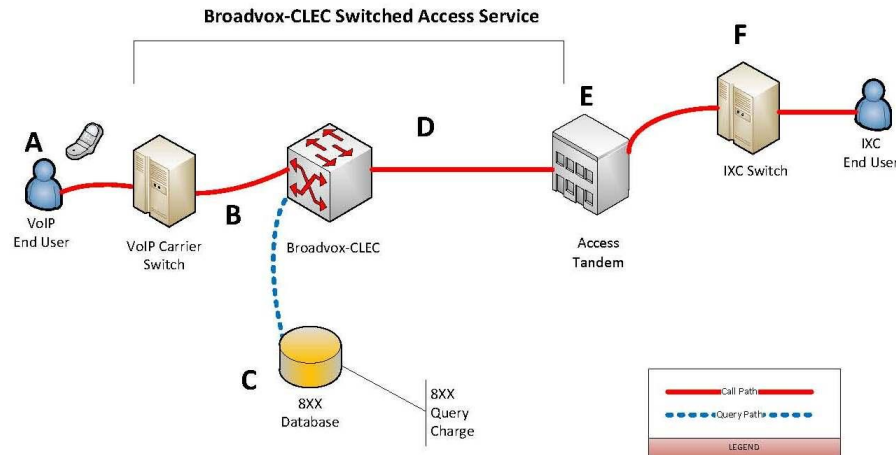 Broadvox-CLEC Switched Access Service
F
E
D
A
B
VoIP
End User
VoIP Carrier
Switch
Broadvox-CLEC
Access
Tandem
IXC Switch
IXC
End User
C
8XX
Database
8XX
Query
Charge
Call Path
Query Path
LEGEND